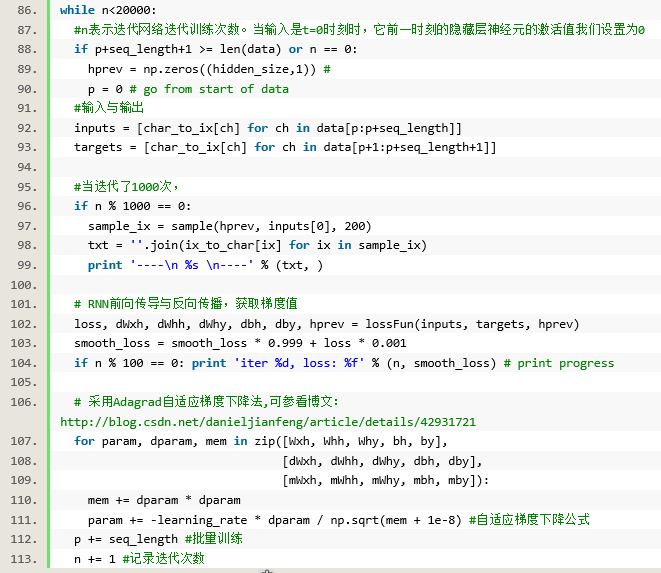 86. while n<20000:
87. #n表示迭代网络迭代训练次数。当输入是t=0时刻时，它前一时刻的隐藏层神经元的激活值我们设置为0
88. if p+seq_length+1 >= len(data) or n == 0:
89. hprev = np.zeros((hidden_size,1)) #
90. p = 0 # go from start of data
91. #输入与输出
92. inputs = [char_to_ix[ch] for ch in data[p:p+seq_length]]
93. targets = [char_to_ix[ch] for ch in data[p+1:p+seq_length+1]]
94.
95. #当迭代了1000次，
96. if n % 1000 == 0:
97. sample_ix = sample(hprev, inputs[0], 200)
98. txt = ''.join(ix_to_char[ix] for ix in sample_ix)
99. print '----\n %s \n----' % (txt, )
100.
101. # RNN前向传导与反向传播，获取梯度值
102. loss, dWxh, dWhh, dWhy, dbh, dby, hprev = lossFun(inputs, targets, hprev)
103. smooth_loss = smooth_loss * 0.999 + loss * 0.001
104. if n % 100 == 0: print 'iter %d, loss: %f' % (n, smooth_loss) # print progress
105.
106. # 采用Adagrad自适应梯度下降法,可参看博文：
http://blog.csdn.net/danieljianfeng/article/details/42931721
107. for param, dparam, mem in zip([Wxh, Whh, Why, bh, by],
108. [dWxh, dWhh, dWhy, dbh, dby],
109. [mWxh, mWhh, mWhy, mbh, mby]):
110. mem += dparam * dparam
111. param += -learning_rate * dparam / np.sqrt(mem + 1e-8) #自适应梯度下降公式
112. p += seq_length #批量训练
113. n += 1 #记录迭代次数